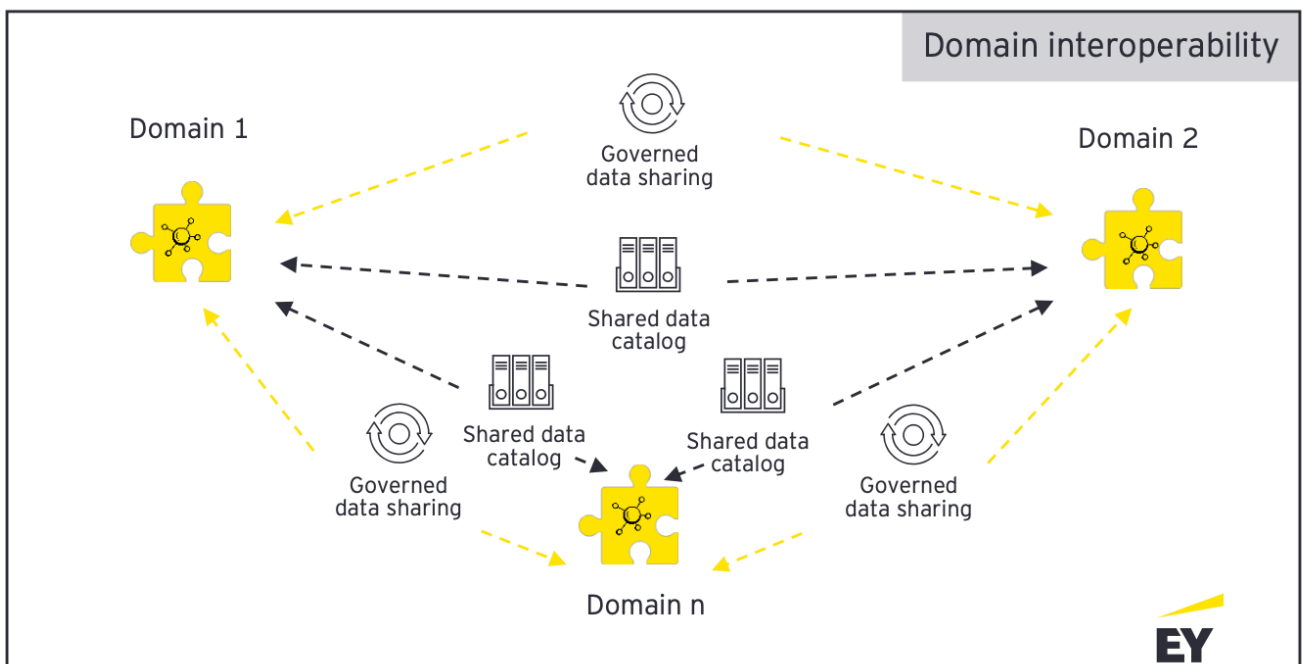 Domain interoperability
Domain 1
Governed
data sharing
Domain 2
Shared data
catalog
Shared data
catalog
Shared data
catalog
Governed
data sharing
Governed
data sharing
Domain n
EY